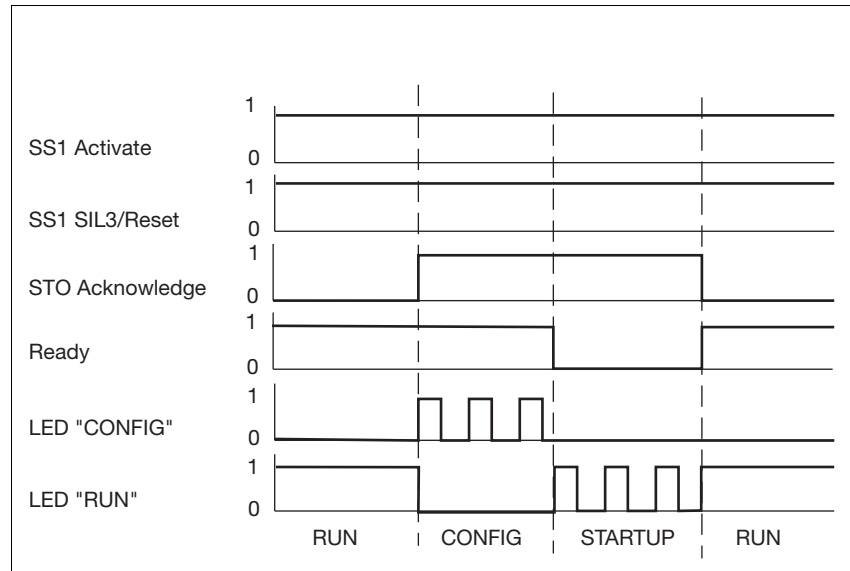 1
SS1 Activate
0
1
SS1 SIL3/Reset
0
1
STO Acknowledge
0
1
Ready
0
1
LED "CONFIG"
0
1
LED "RUN"
0
RUN CONFIG STARTUP RUN